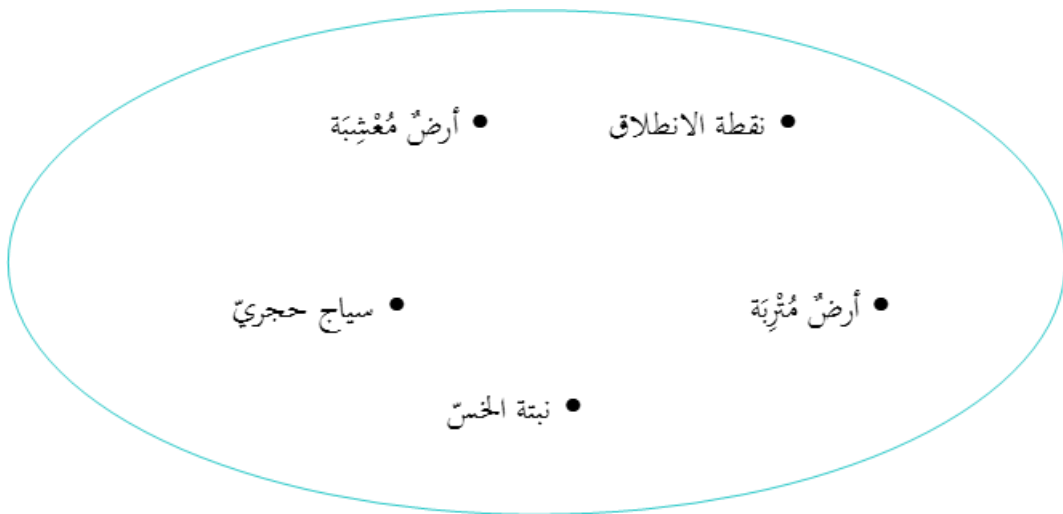 • نقطة الانطلاق
• أرضٌ مُعْشِبَة
• أرضٌ مُتْرِبَة
• سياج حجريّ
• نبتة الخسّ